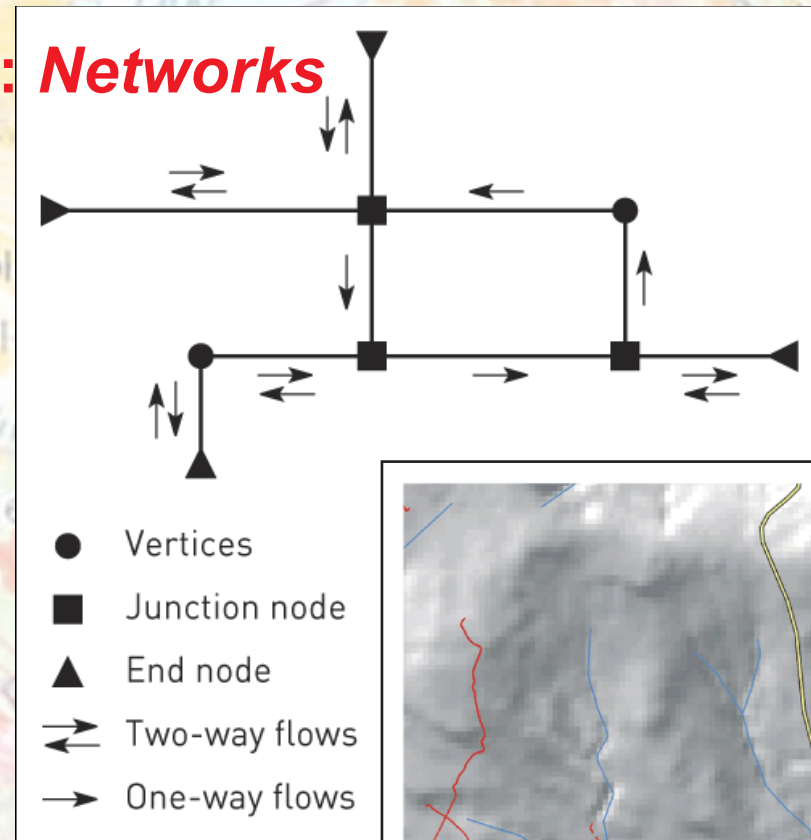 : Networks
Vertices
Junction node
End node
Two-way flows
One-way flows